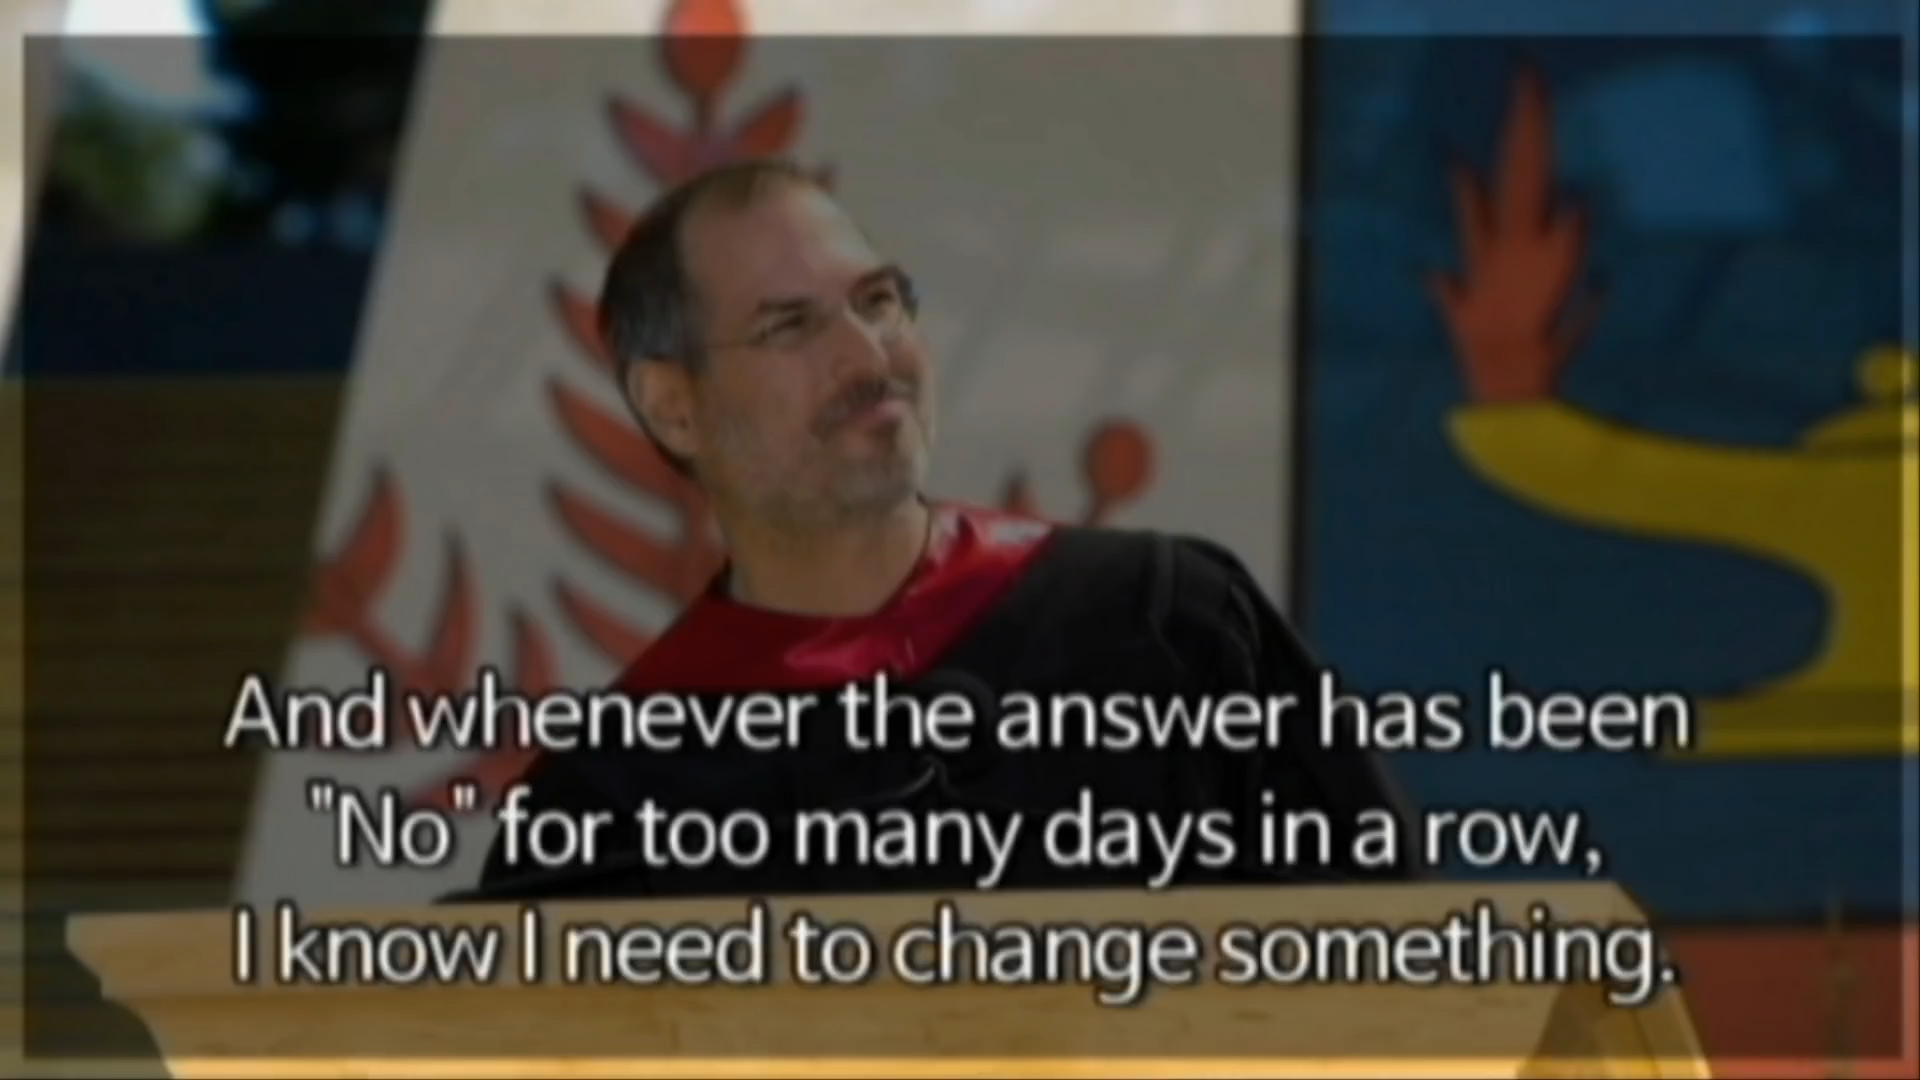 And whenever the answer has been
"No" for too many days in a row,
I know I need to change something.